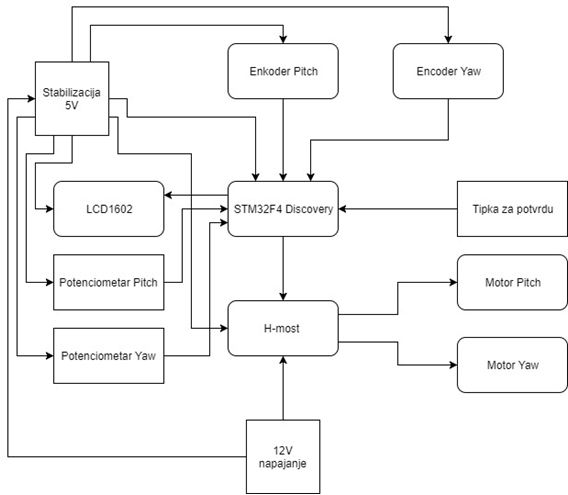 Enkoder Pitch
Encoder Yaw
Stabilizacija
5V
LCD1602
STM32F4 Discovery
Tipka za potvrdu
Potenciometar Pitch
Motor Pitch
H-most
Potenciometar Yaw
Motor Yaw
12V
napajanje